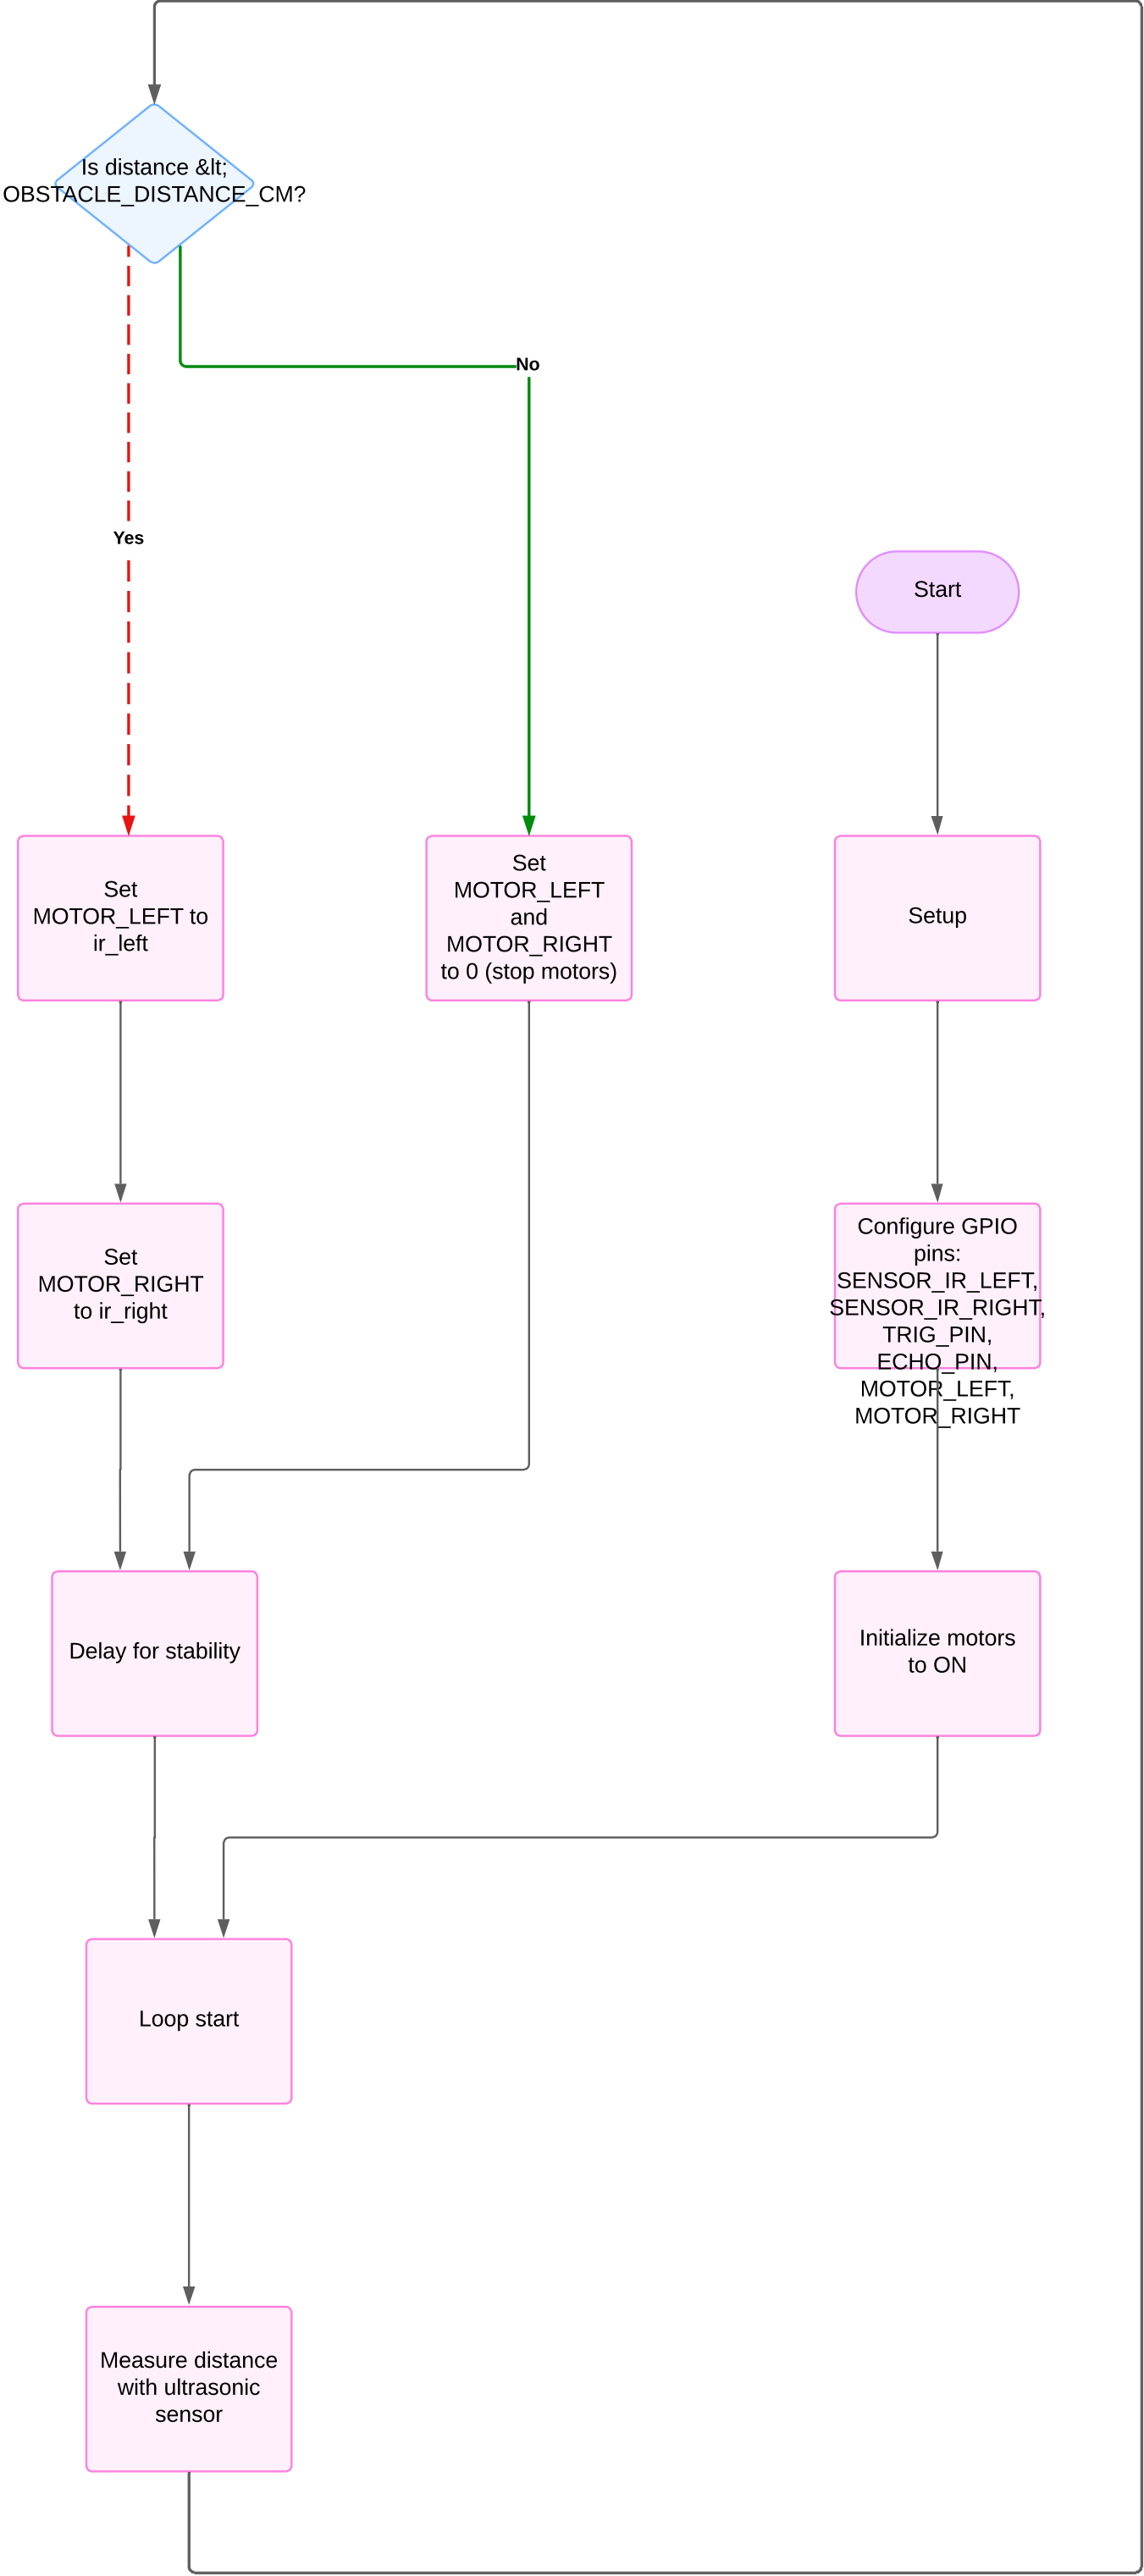 Is distance &lt;
OBSTACLE_DISTANCE_CM?
No
Yes
Start
Set
MOTOR_LEFT to
ir_left
Set
MOTOR_LEFT
and
MOTOR_RIGHT
to 0 (stop motors)
Setup
Set
MOTOR_RIGHT
to ir_right
Configure GPIO
pins:
SENSOR_IR_LEFT,
SENSOR_IR_RIGHT,
TRIG_PIN,
ECHO_PIN,
MOTOR_LEFT,
MOTOR_RIGHT
Delay for stability
Initialize motors
to ON
Loop start
Measure distance
with ultrasonic
sensor